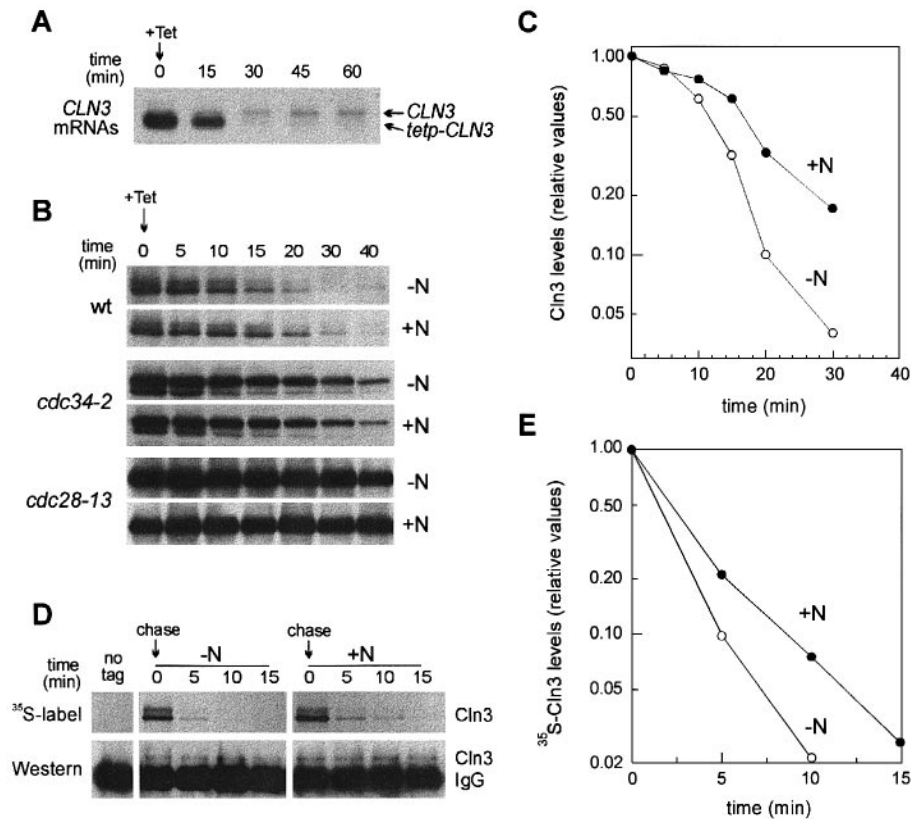 A
+Tet
time (min) 0 15 30 45 60
CLN3 mRNAs
CLN3
tetp-CLN3
B
+Tet
time (min) 0 5 10 15 20 30 40
wt
-N
+N
cdc34-2
-N
+N
cdc28-13
-N
+N
C
Cln3 levels (relative values)
1.00
0.50
0.20
0.10
0.05
+N
-N
0 10 20 30 40
time (min)
D
chase
chase
-N
+N
time (min) no tag 0 5 10 15 0 5 10 15
³⁵S-label
Cln3
Western
Cln3
IgG
E
³⁵S-Cln3 levels (relative values)
1.00
0.50
0.20
0.10
0.05
0.02
+N
-N
0 5 10 15
time (min)